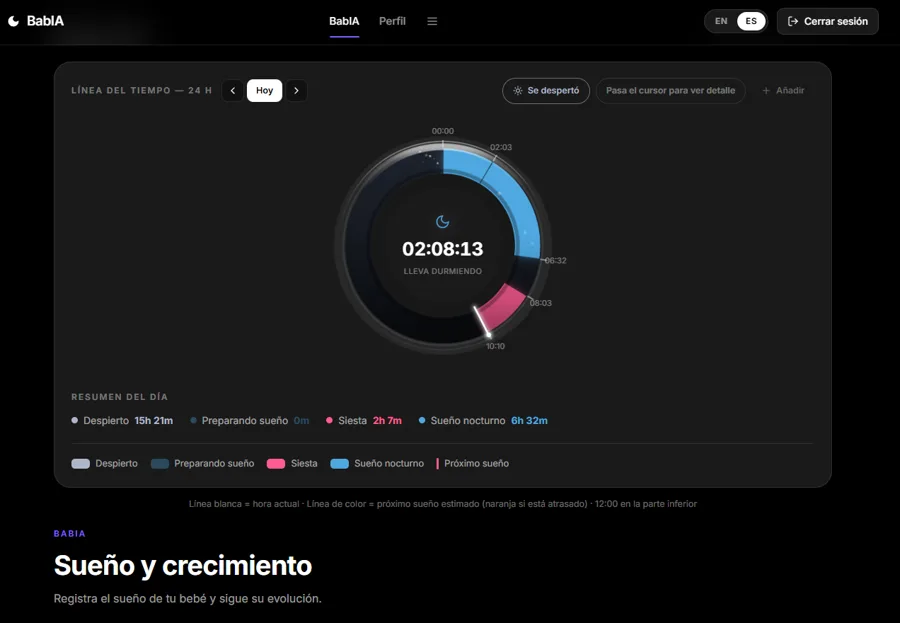 BabIA
BabIA Perfil
EN ES Cerrar sesión
LÍNEA DEL TIEMPO — 24 H Hoy
Se despertó Pasa el cursor para ver detalle + Añadir
00:00
02:03
06:32
08:03
10:10
02:08:13
LLEVA DURMIENDO
RESUMEN DEL DÍA
Despierto 15h 21m Preparando sueño 0m Siesta 2h 7m Sueño nocturno 6h 32m
Despierto Preparando sueño Siesta Sueño nocturno Próximo sueño
Línea blanca = hora actual · Línea de color = próximo sueño estimado (naranja si está atrasado) · 12:00 en la parte inferior
BABIA
Sueño y crecimiento
Registra el sueño de tu bebé y sigue su evolución.